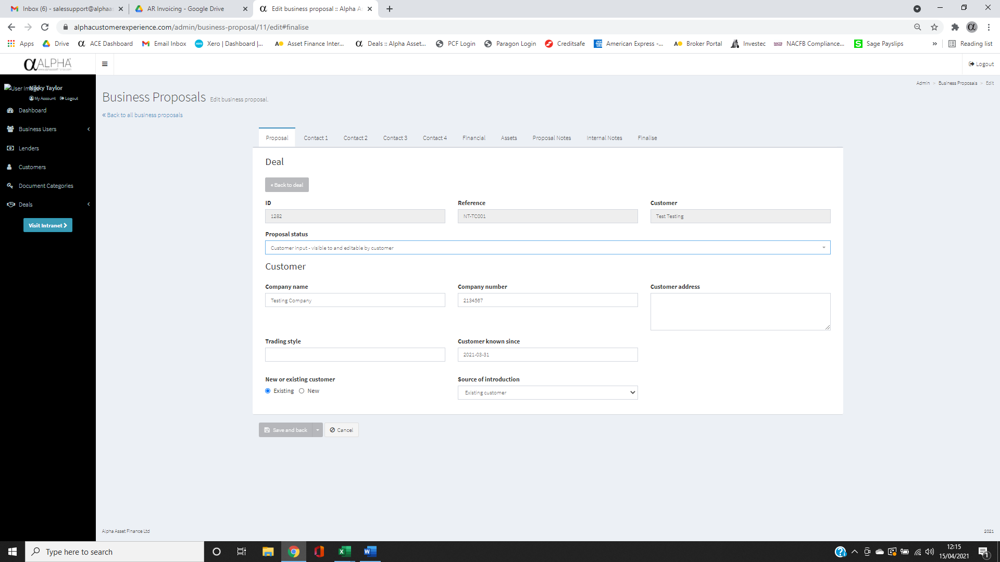 Inbox (6) - salessupport@alphaas
AR Invoicing - Google Drive
Edit business proposal :: Alpha As
alphacustomerexperience.com/admin/business-proposal/11/edit#finalise
Apps
Drive
ACE Dashboard
Email Inbox
Xero | Dashboard |...
Asset Finance Inter...
Deals :: Alpha Asset...
PCF Login
Paragon Login
Creditsafe
American Express -...
Broker Portal
Investec
NACFB Compliance...
Sage Payslips
»
Reading list
αALPHA
Logout
User Image
Nikky Taylor
My Account Logout
Dashboard
Business Users
Lenders
Customers
Document Categories
Deals
Visit Intranet
Admin > Business Proposals > Edit
Business Proposals Edit business proposal.
« Back to all business proposals
Proposal
Contact 1
Contact 2
Contact 3
Contact 4
Financial
Assets
Proposal Notes
Internal Notes
Finalise
Deal
« Back to deal
ID
Reference
Customer
1282
NT-TC001
Test Testing
Proposal status
Customer input - visible to and editable by customer
Customer
Company name
Company number
Customer address
Testing Company
2134567
Trading style
Customer known since
2021-03-31
New or existing customer
Source of introduction
Existing
New
Existing customer
Save and back
Cancel
Alpha Asset Finance Ltd
2021
Type here to search
12:15
15/04/2021
1